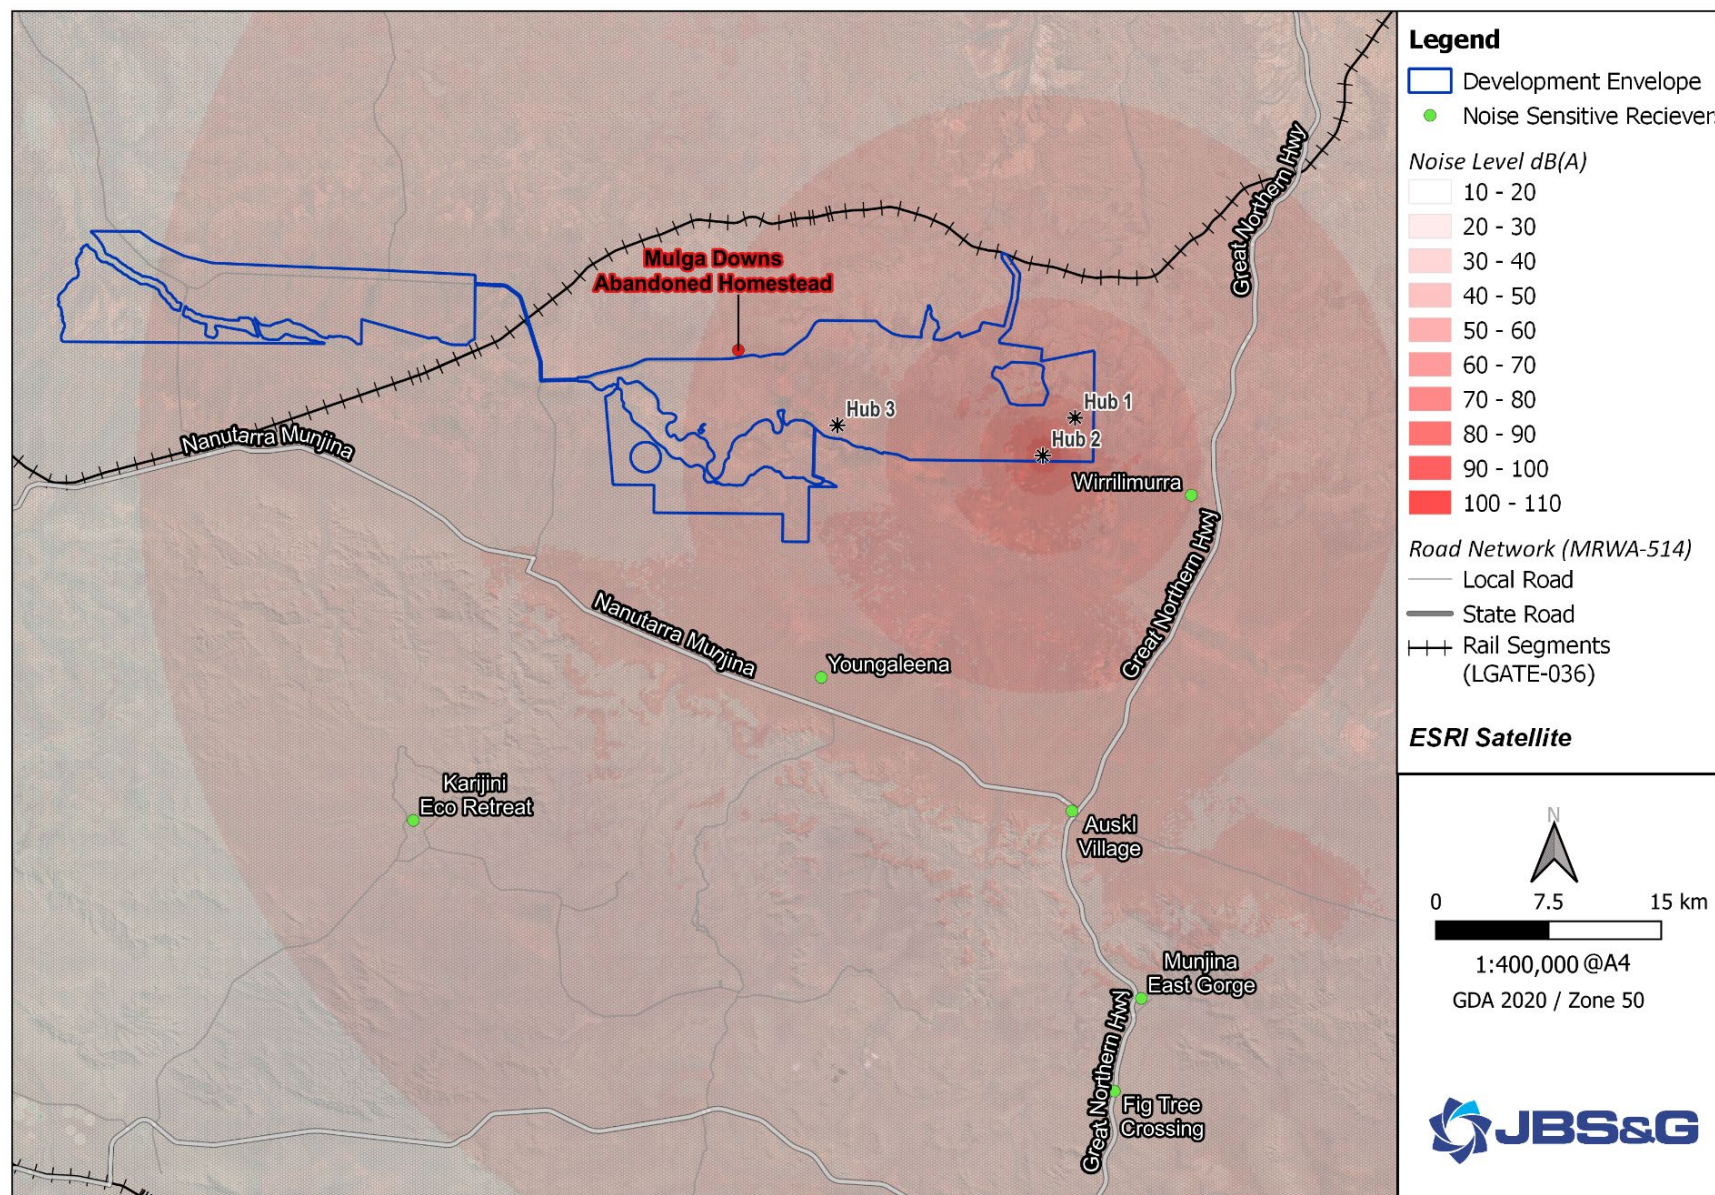 Great Northern Hwy
Mulga Downs
Abandoned Homestead
Hub 3
Hub 1
Hub 2
Nanutarra Munjina
Wirrilimurra
Great Northern Hwy
Nanutarra Munjina
Youngaleena
Karijini
Eco Retreat
Auskl
Village
Munjina
East Gorge
Great Northern Hwy
Fig Tree
Crossing
Legend
Development Envelope
Noise Sensitive Reciever
Noise Level dB(A)
10 - 20
20 - 30
30 - 40
40 - 50
50 - 60
60 - 70
70 - 80
80 - 90
90 - 100
100 - 110
Road Network (MRWA-514)
Local Road
State Road
Rail Segments
(LGATE-036)
ESRI Satellite
N
0 7.5 15 km
1:400,000 @A4
GDA 2020 / Zone 50
JBS&G